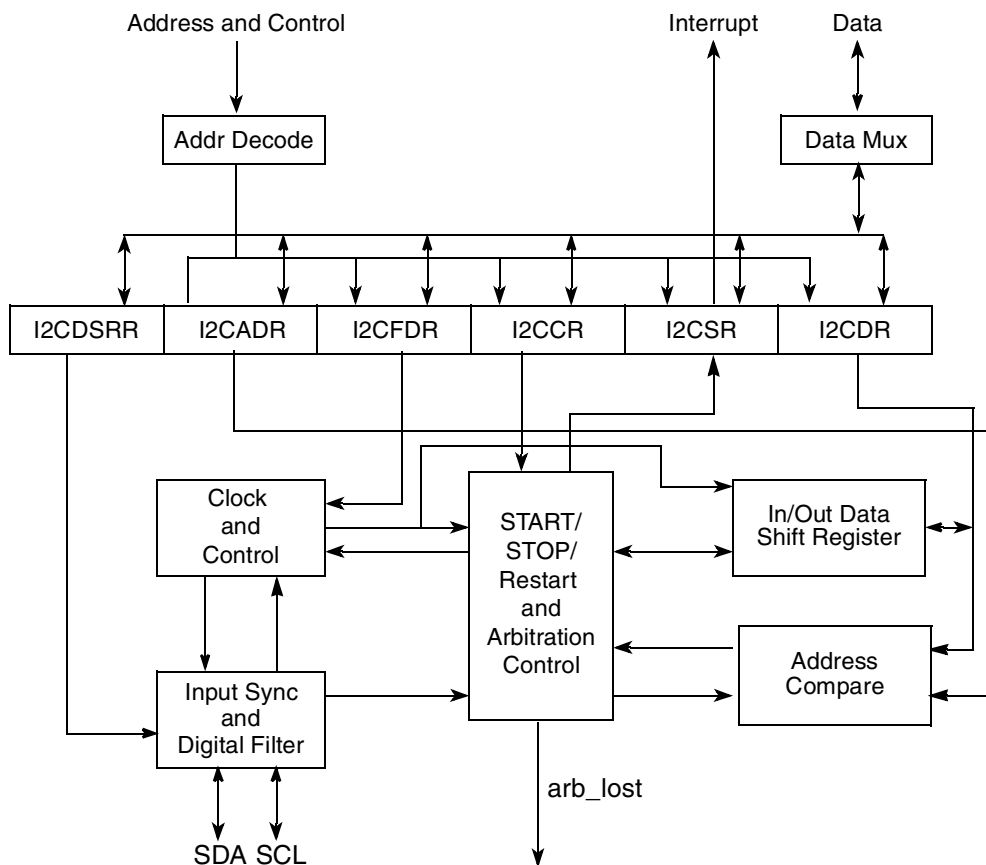 Address and Control
Interrupt
Data
Addr Decode
Data Mux
I2CDSRR
I2CADR
I2CFDR
I2CCR
I2CSR
I2CDR
Clock
and
Control
START/
STOP/
Restart
and
Arbitration
Control
In/Out Data
Shift Register
Input Sync
and
Digital Filter
Address
Compare
arb_lost
SDA
SCL